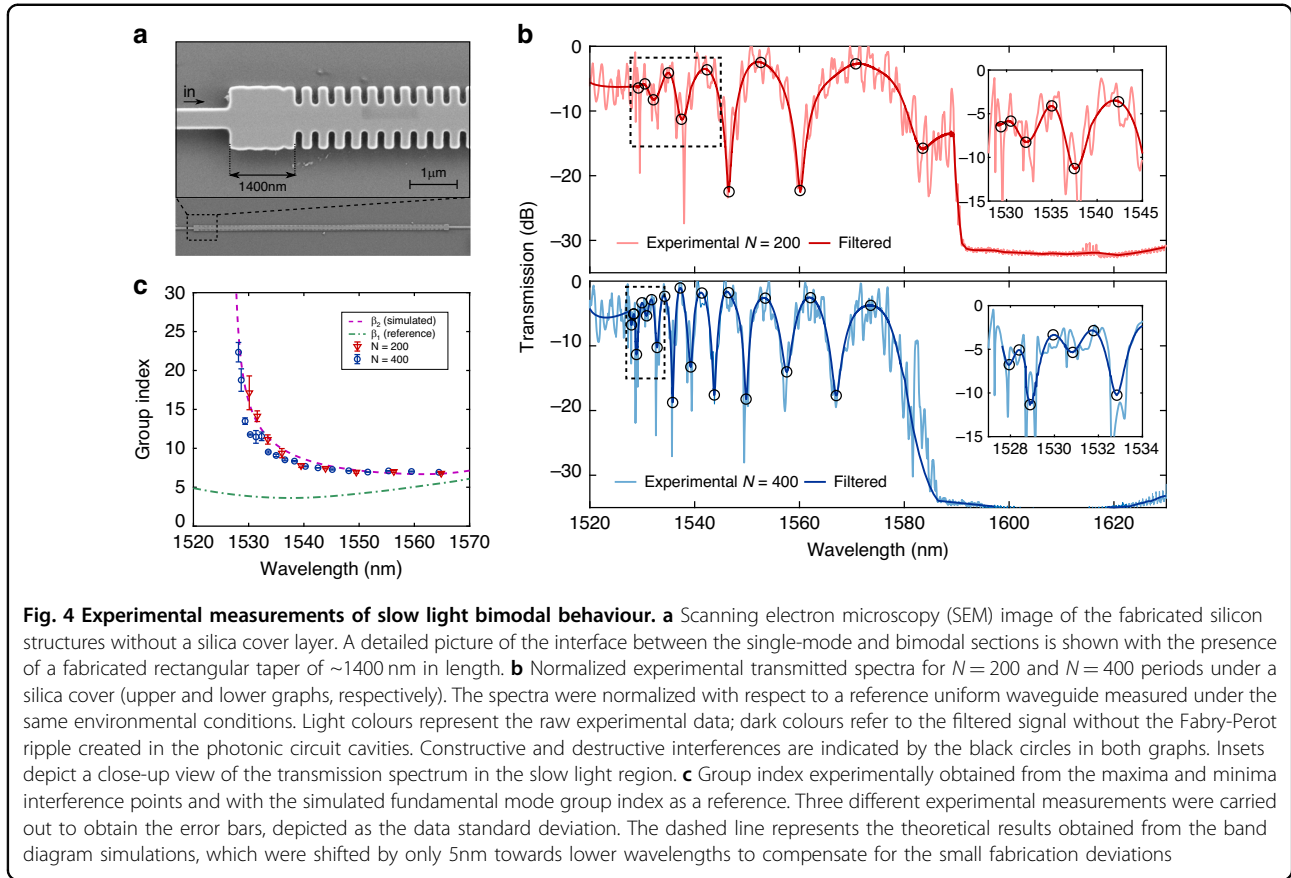 a
in
1400nm
1μm
b
0
−10
−20
−30
Experimental N = 200
Filtered
0
−5
−10
−15
1530
1535
1540
1545
Transmission (dB)
0
−10
−20
−30
Experimental N = 400
Filtered
0
−5
−10
−15
1528
1530
1532
1534
1520
1540
1560
1580
1600
1620
Wavelength (nm)
c
30
25
20
15
10
5
0
Group index
β2 (simulated)
β1 (reference)
N = 200
N = 400
1520
1530
1540
1550
1560
1570
Wavelength (nm)
Fig. 4 Experimental measurements of slow light bimodal behaviour. a Scanning electron microscopy (SEM) image of the fabricated silicon
structures without a silica cover layer. A detailed picture of the interface between the single-mode and bimodal sections is shown with the presence
of a fabricated rectangular taper of ~1400 nm in length. b Normalized experimental transmitted spectra for N = 200 and N = 400 periods under a
silica cover (upper and lower graphs, respectively). The spectra were normalized with respect to a reference uniform waveguide measured under the
same environmental conditions. Light colours represent the raw experimental data; dark colours refer to the filtered signal without the Fabry-Perot
ripple created in the photonic circuit cavities. Constructive and destructive interferences are indicated by the black circles in both graphs. Insets
depict a close-up view of the transmission spectrum in the slow light region. c Group index experimentally obtained from the maxima and minima
interference points and with the simulated fundamental mode group index as a reference. Three different experimental measurements were carried
out to obtain the error bars, depicted as the data standard deviation. The dashed line represents the theoretical results obtained from the band
diagram simulations, which were shifted by only 5nm towards lower wavelengths to compensate for the small fabrication deviations